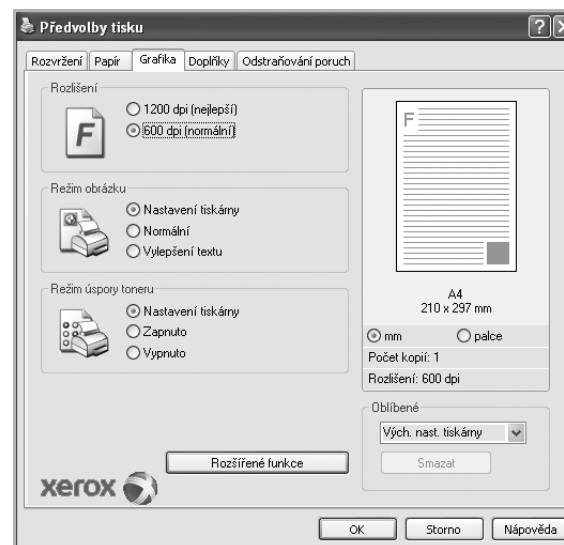 Předvolby tisku
Rozvržení Papír Grafika Doplňky Odstraňování poruch
Rozlišení
F
1200 dpi (nejlepší)
600 dpi (normální)
Režim obrázku
Nastavení tiskárny
Normální
Vylepšení textu
Režim úspory toneru
Nastavení tiskárny
Zapnuto
Vypnuto
F
A4
210 x 297 mm
mm palce
Počet kopií: 1
Rozlišení: 600 dpi
Oblíbené
Vých. nast. tiskárny
Smazat
Rozšířené funkce
xerox
OK Storno Nápověda